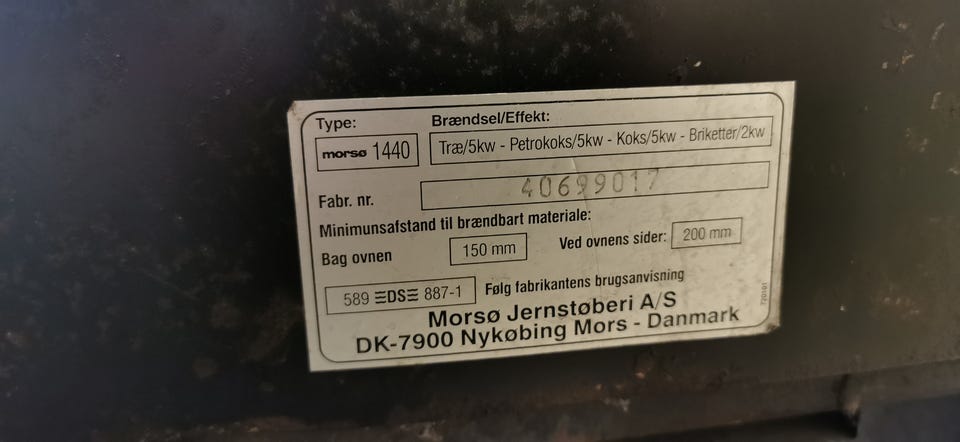 Type: Brændsel/Effekt:
morsø 1440 Træ/5kw - Petrokoks/5kw - Koks/5kw - Briketter/2kw
Fabr. nr. 40699017
Minimunsafstand til brændbart materiale:
Bag ovnen 150 mm Ved ovnens sider: 200 mm
589 DS 887-1 Følg fabrikantens brugsanvisning
Morsø Jernstøberi A/S
DK-7900 Nykøbing Mors - Danmark
720101